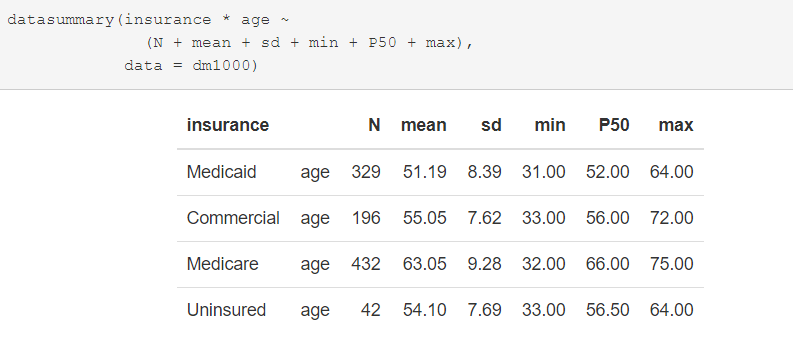 datasummary(insurance * age ~
(N + mean + sd + min + P50 + max),
data = dm1000)
insurance N mean sd min P50 max
Medicaid age 329 51.19 8.39 31.00 52.00 64.00
Commercial age 196 55.05 7.62 33.00 56.00 72.00
Medicare age 432 63.05 9.28 32.00 66.00 75.00
Uninsured age 42 54.10 7.69 33.00 56.50 64.00